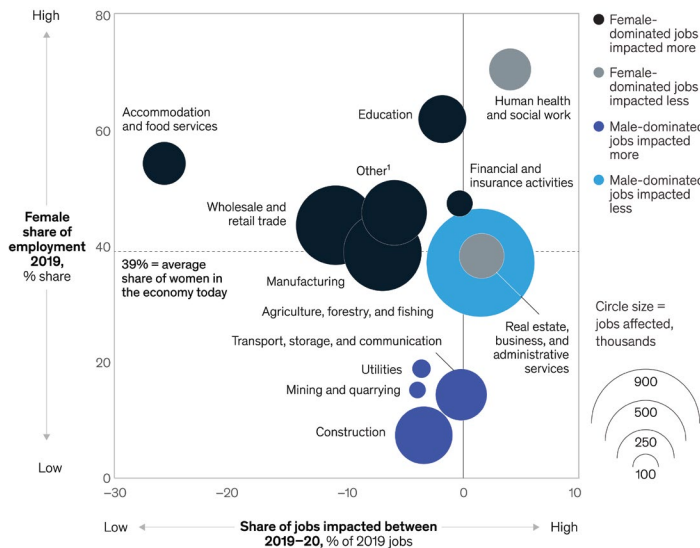 High
80
60
40
20
0
Low
Female
share of
employment
2019,
% share
Accommodation
and food services
Education
Human health
and social work
Other¹
Financial and
insurance activities
Wholesale and
retail trade
39% = average
share of women in
the economy today
Manufacturing
Agriculture, forestry, and fishing
Real estate,
business, and
administrative
services
Transport, storage, and communication
Utilities
Mining and quarrying
Construction
−30
−20
−10
0
10
Low
Share of jobs impacted between
2019–20, % of 2019 jobs
High
Female-
dominated jobs
impacted more
Female-
dominated jobs
impacted less
Male-dominated
jobs impacted
more
Male-dominated
jobs impacted
less
Circle size =
jobs affected,
thousands
900
500
250
100